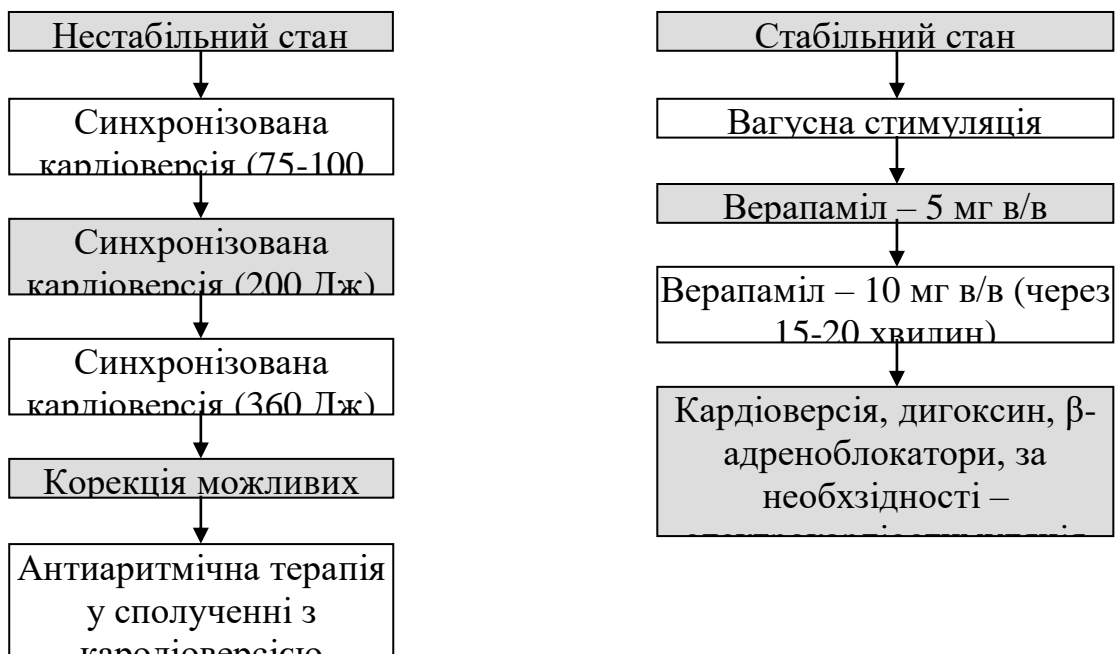 Нестабільний стан
Синхронізована
кардіоверсія (75-100
Синхронізована
кардіоверсія (200 Дж)
Синхронізована
кардіоверсія (360 Дж)
Корекція можливих
Антиаритмічна терапія
у сполученні з
кародіоверсією
Стабільний стан
Вагусна стимуляція
Верапаміл – 5 мг в/в
Верапаміл – 10 мг в/в (через
15-20 хвилин)
Кардіоверсія, дигоксин, β-
адреноблокатори, за
необхзідності –